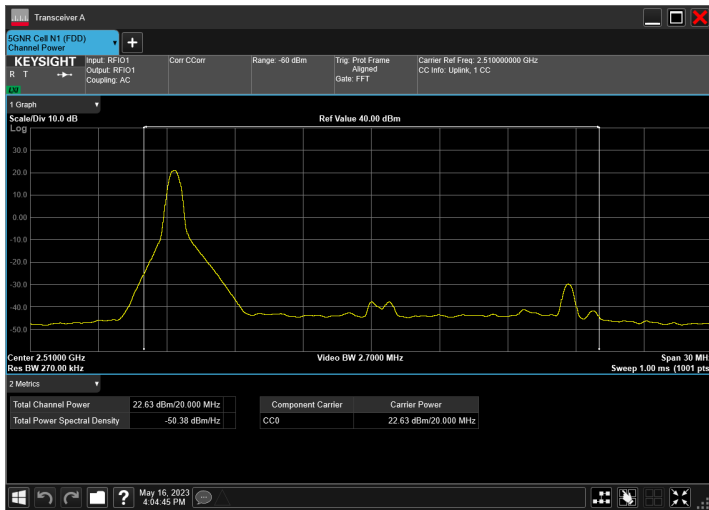 Transceiver A
5GNR Cell N1 (FDD)
Channel Power
KEYSIGHT
R T
LXI
Input: RFIO1
Output: RFIO1
Coupling: AC
Corr CCorr
Range: -60 dBm
Trig: Prot Frame
Aligned
Gate: FFT
Carrier Ref Freq: 2.510000000 GHz
CC Info: Uplink, 1 CC
1 Graph
Scale/Div 10.0 dB
Ref Value 40.00 dBm
Log
30.0
20.0
10.0
0.00
-10.0
-20.0
-30.0
-40.0
-50.0
Center 2.51000 GHz
Video BW 2.7000 MHz
Span 30 MHz
Res BW 270.00 kHz
Sweep 1.00 ms (1001 pts
2 Metrics
Total Channel Power 22.63 dBm/20.000 MHz
Total Power Spectral Density -50.38 dBm/Hz
Component Carrier Carrier Power
CC0 22.63 dBm/20.000 MHz
?
May 16, 2023
4:04:45 PM